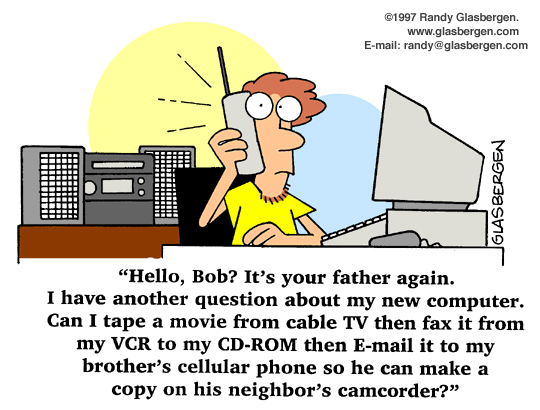 ©1997 Randy Glasbergen.
www.glasbergen.com
E-mail: randy@glasbergen.com
GLASBERGEN
“Hello, Bob? It’s your father again.
I have another question about my new computer.
Can I tape a movie from cable TV then fax it from
my VCR to my CD-ROM then E-mail it to my
brother’s cellular phone so he can make a
copy on his neighbor’s camcorder?”